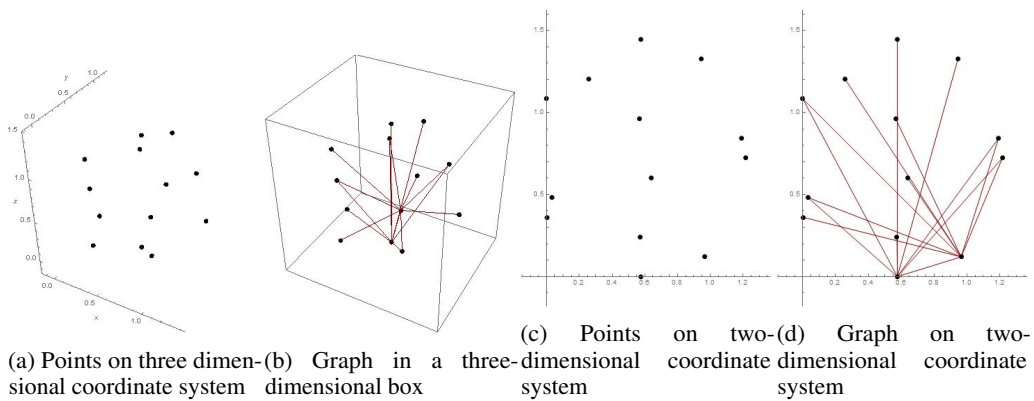 y
1.0
0.5
0.0
1.5
1.0
z
0.5
0.0
0.0
0.5
x
1.0
1.5
1.0
0.5
0.2
0.4
0.6
0.8
1.0
1.2
1.5
1.0
0.5
0.2
0.4
0.6
0.8
1.0
1.2
(a) Points on three dimen-
sional coordinate system
(b) Graph in a three-
dimensional box
(c) Points on two-
dimensional coordinate
system
(d) Graph on two-
dimensional coordinate
system